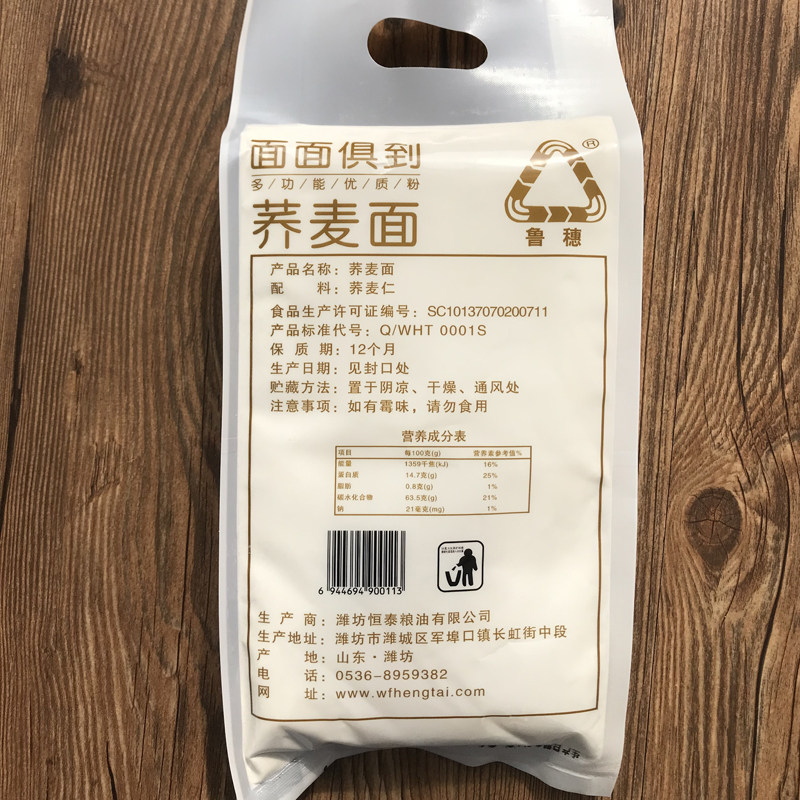 面面俱到
多/功/能/优/质/粉
荞麦面
®
鲁穗
产品名称：荞麦面
配 料：荞麦仁
食品生产许可证编号：SC10137070200711
产品标准代号：Q/WHT 0001S
保 质 期：12个月
生产日期：见封口处
贮藏方法：置于阴凉、干燥、通风处
注意事项：如有霉味，请勿食用
营养成分表
项目 每100克(g) 营养素参考值%
能量 1359千焦(kJ) 16%
蛋白质 14.7克(g) 25%
脂肪 0.8克(g) 1%
碳水化合物 63.5克(g) 21%
钠 21毫克(mg) 1%
6 944694 900113
生 产 商：潍坊恒泰粮油有限公司
生产地址：潍坊市潍城区军埠口镇长虹街中段
产 地：山东·潍坊
电 话：0536-8959382
网 址：www.wfhengtai.com